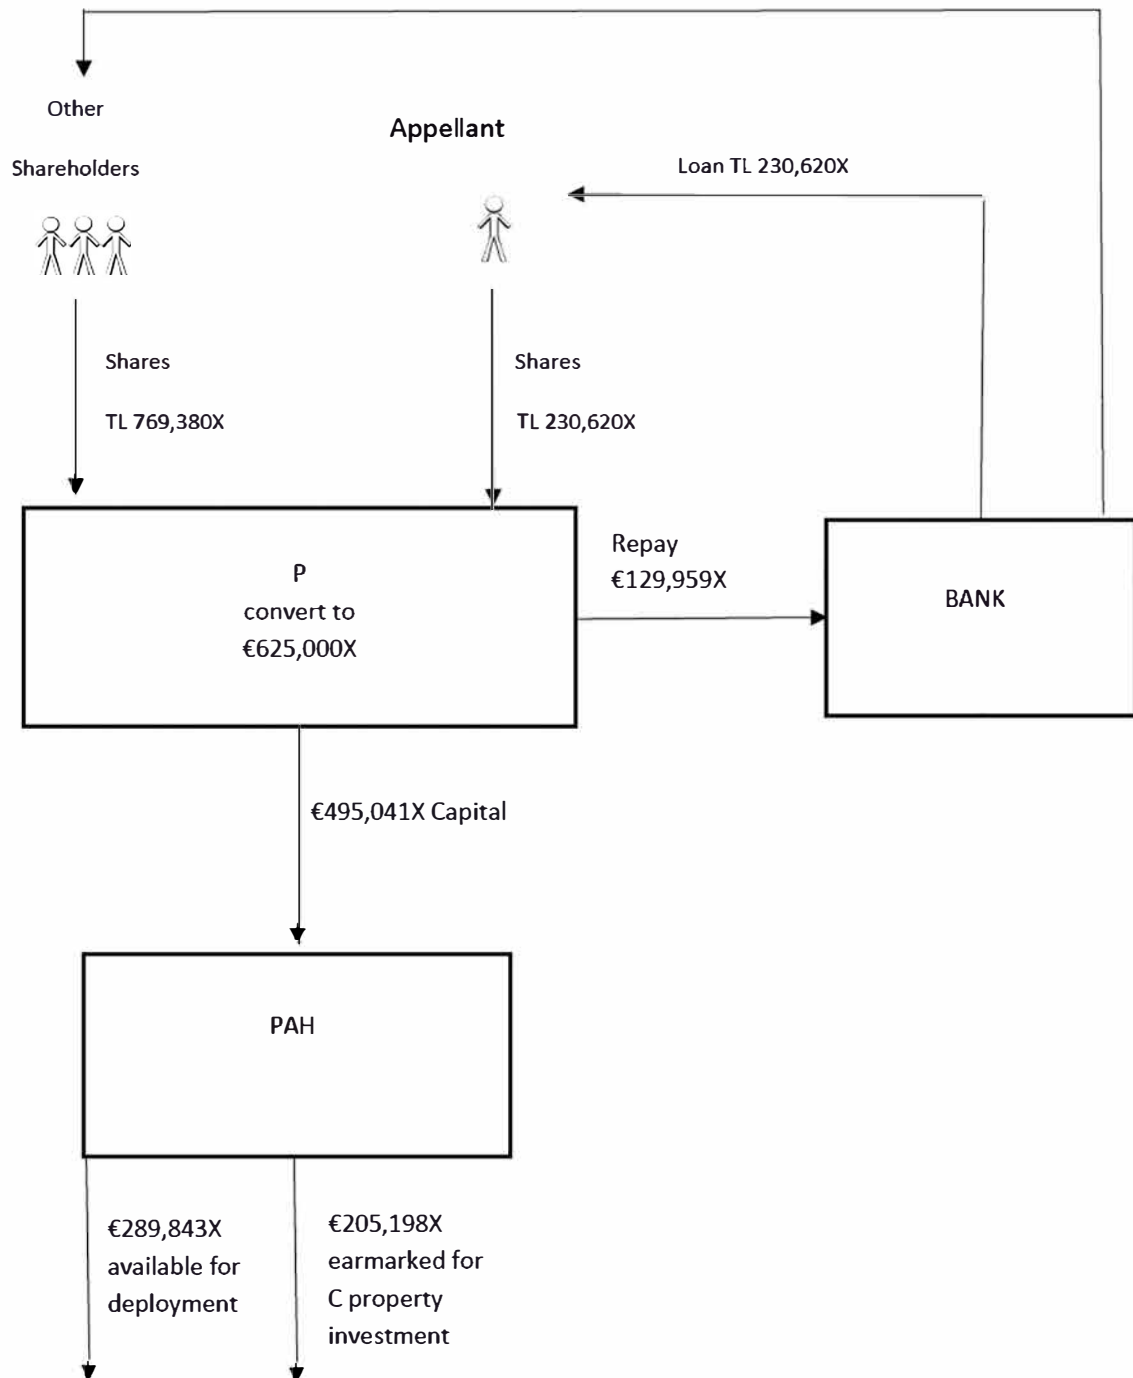 Other
Shareholders
Appellant
Loan TL 230,620X
Shares
TL 769,380X
Shares
TL 230,620X
P
convert to
€625,000X
Repay
€129,959X
BANK
€495,041X Capital
PAH
€289,843X
available for
deployment
€205,198X
earmarked for
C property
investment